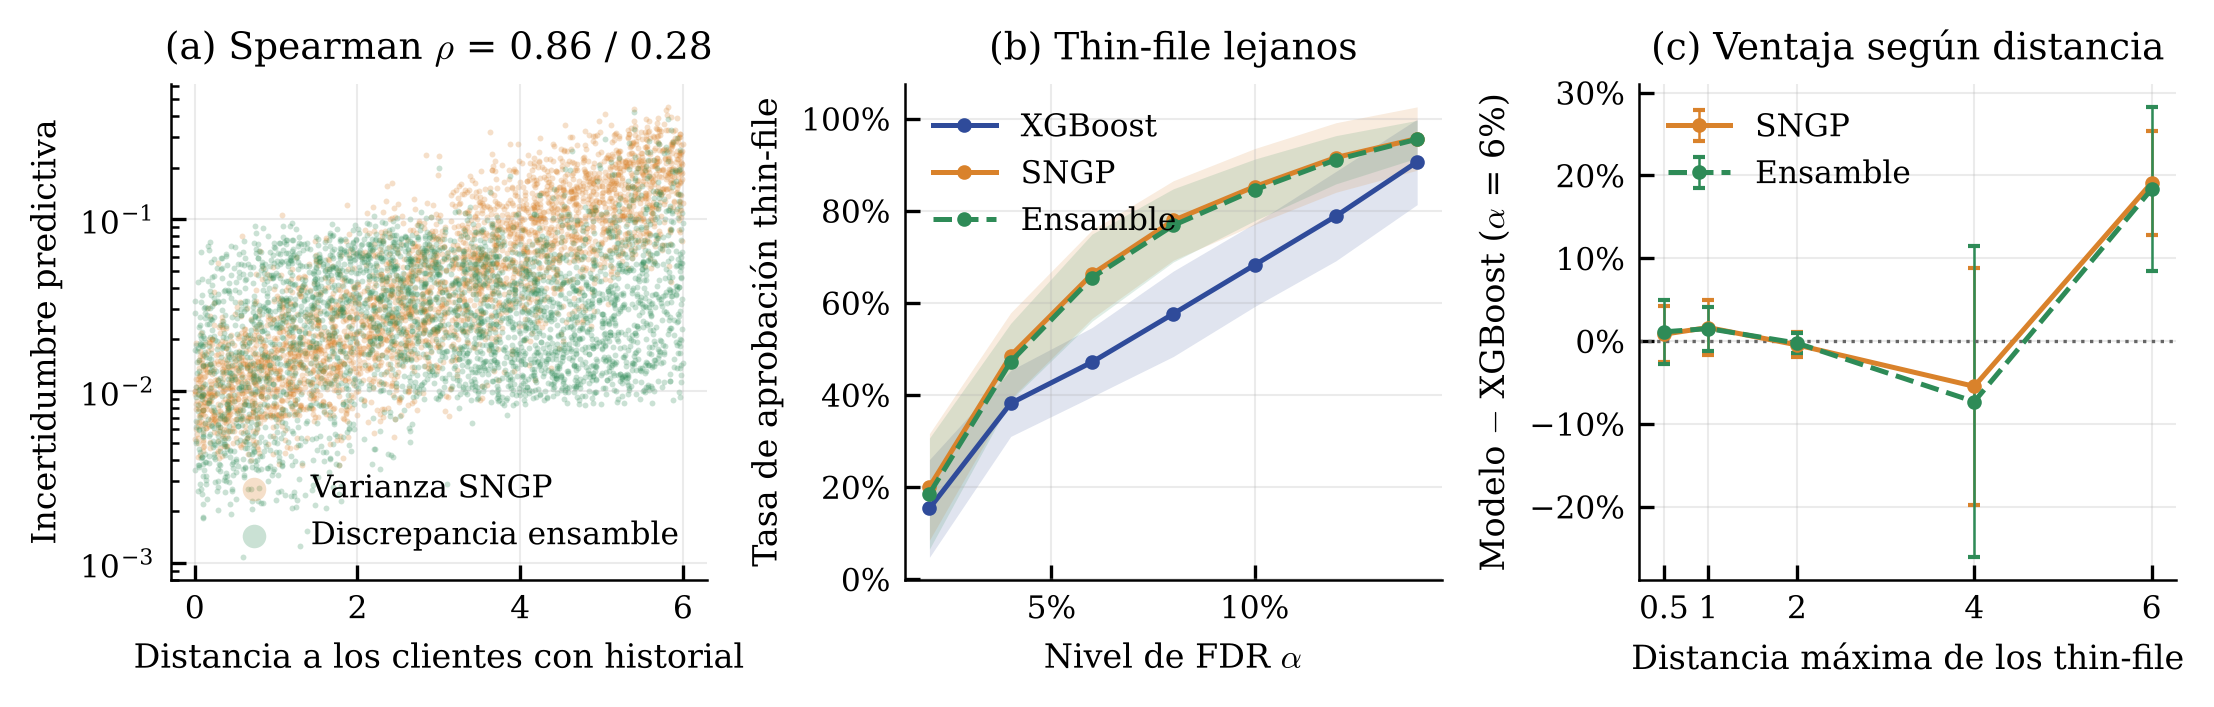 (a) Spearman ρ = 0.86 / 0.28
Incertidumbre predictiva
10⁻¹
10⁻²
10⁻³
Varianza SNGP
Discrepancia ensamble
0 2 4 6
Distancia a los clientes con historial
(b) Thin-file lejanos
Tasa de aprobación thin-file
100%
80%
60%
40%
20%
0%
XGBoost
SNGP
Ensamble
5% 10%
Nivel de FDR α
(c) Ventaja según distancia
Modelo − XGBoost (α = 6%)
30%
20%
10%
0%
−10%
−20%
SNGP
Ensamble
0.5 1 2 4 6
Distancia máxima de los thin-file